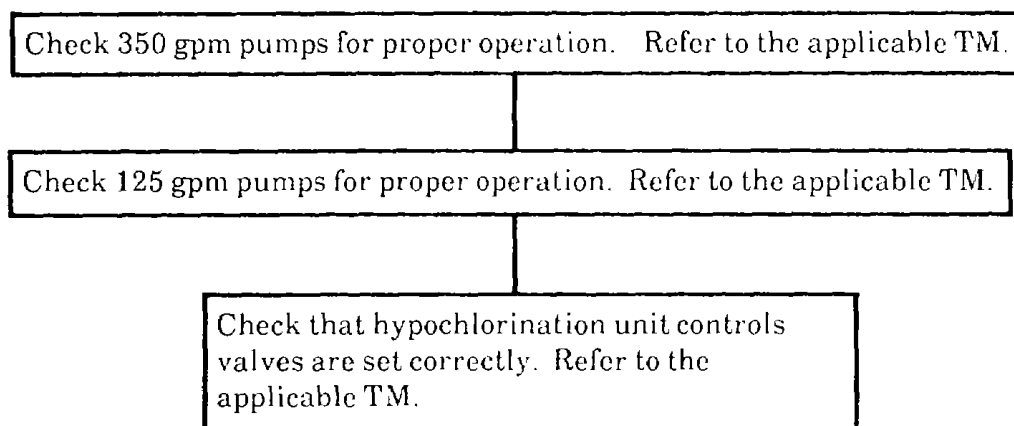 Check 350 gpm pumps for proper operation. Refer to the applicable TM.
Check 125 gpm pumps for proper operation. Refer to the applicable TM.
Check that hypochlorination unit controls
valves are set correctly. Refer to the
applicable TM.